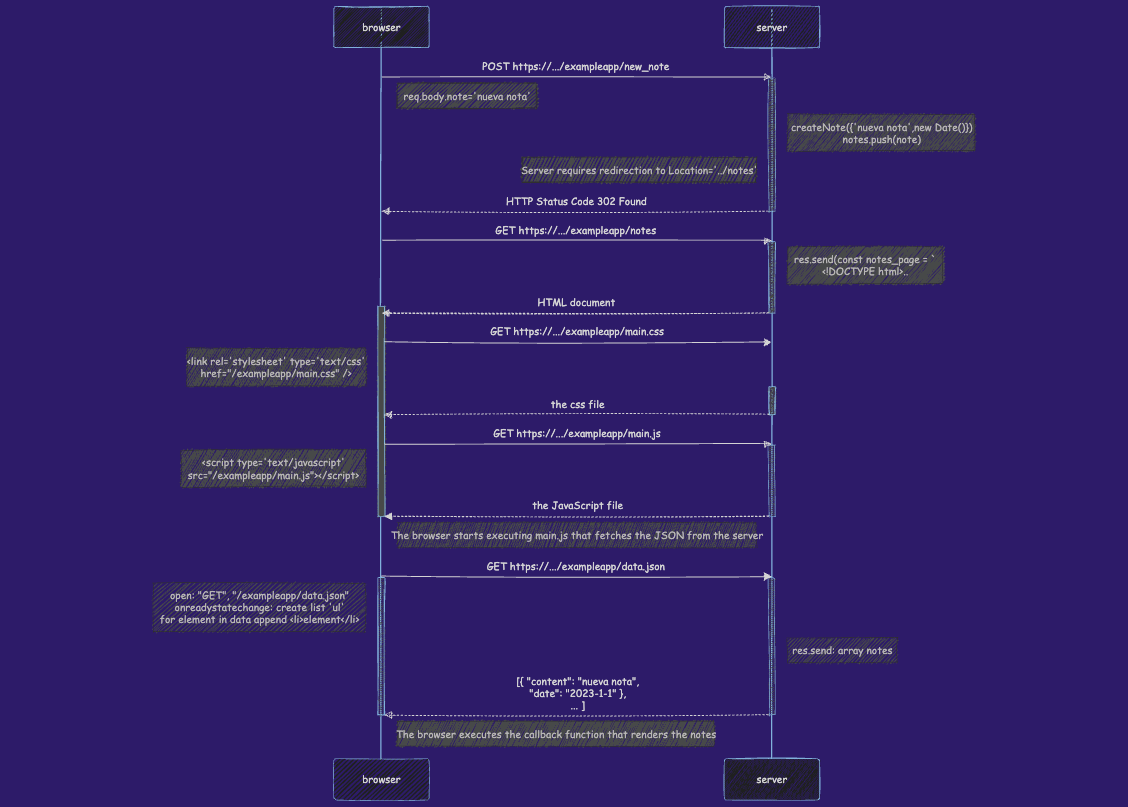 browser
server
POST https://.../exampleapp/new_note
req.body.note='nueva nota'
createNote({'nueva nota',new Date()})
notes.push(note)
Server requires redirection to Location='../notes'
HTTP Status Code 302 Found
GET https://.../exampleapp/notes
res.send(const notes_page = `
<!DOCTYPE html>..
HTML document
GET https://.../exampleapp/main.css
<link rel='stylesheet' type='text/css'
href="/exampleapp/main.css" />
the css file
GET https://.../exampleapp/main.js
<script type='text/javascript'
src="/exampleapp/main.js"></script>
the JavaScript file
The browser starts executing main.js that fetches the JSON from the server
GET https://.../exampleapp/data.json
open: "GET", "/exampleapp/data.json"
onreadystatechange: create list 'ul'
for element in data append <li>element</li>
res.send: array notes
[{ "content": "nueva nota",
"date": "2023-1-1" },
... ]
The browser executes the callback function that renders the notes
browser
server